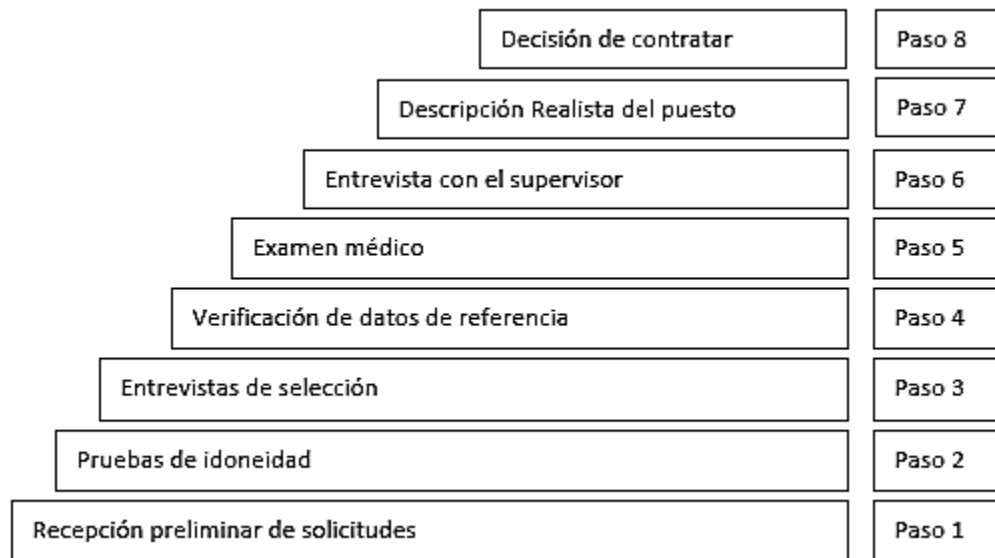 Decisión de contratar Paso 8
Descripción Realista del puesto Paso 7
Entrevista con el supervisor Paso 6
Examen médico Paso 5
Verificación de datos de referencia Paso 4
Entrevistas de selección Paso 3
Pruebas de idoneidad Paso 2
Recepción preliminar de solicitudes Paso 1